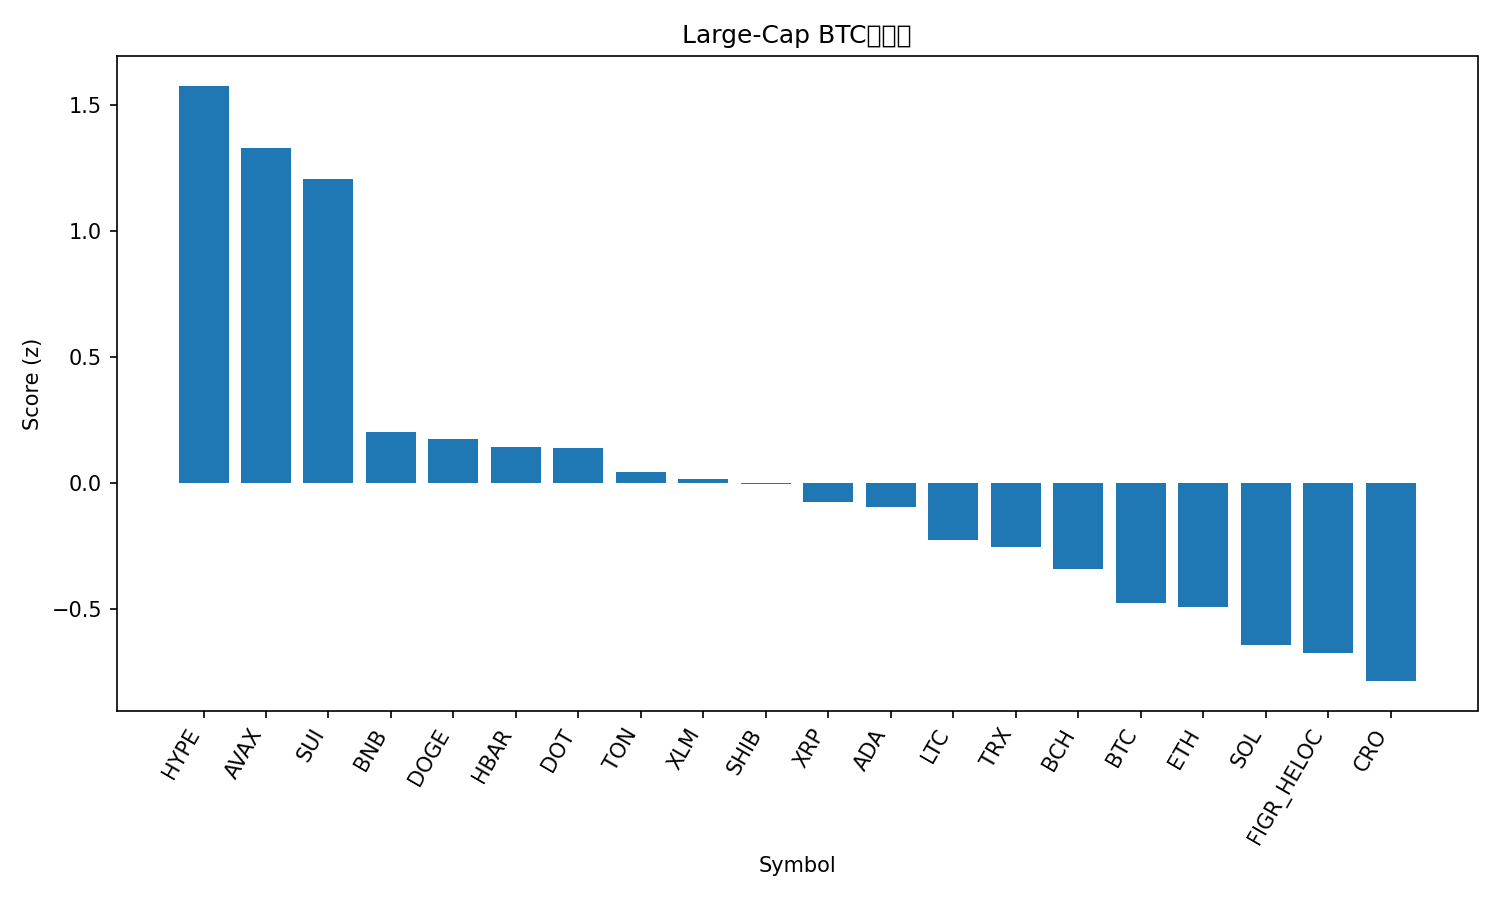 Large-Cap BTC
Score (z)
1.5
1.0
0.5
0.0
−0.5
HYPE
AVAX
SUI
BNB
DOGE
HBAR
DOT
TON
XLM
SHIB
XRP
ADA
LTC
TRX
BCH
BTC
ETH
SOL
FIGR_HELOC
CRO
Symbol